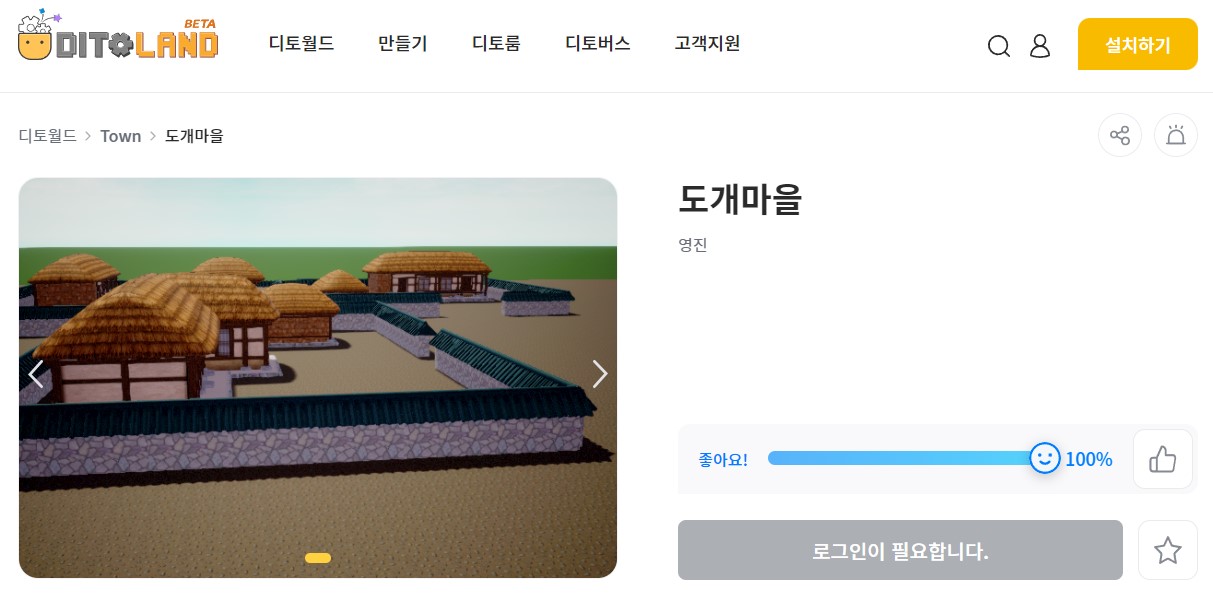 BETA
DITOLAND
디토월드 만들기 디토룸 디토버스 고객지원 설치하기
디토월드 > Town > 도개마을
도개마을
영진
좋아요! 100%
로그인이 필요합니다.